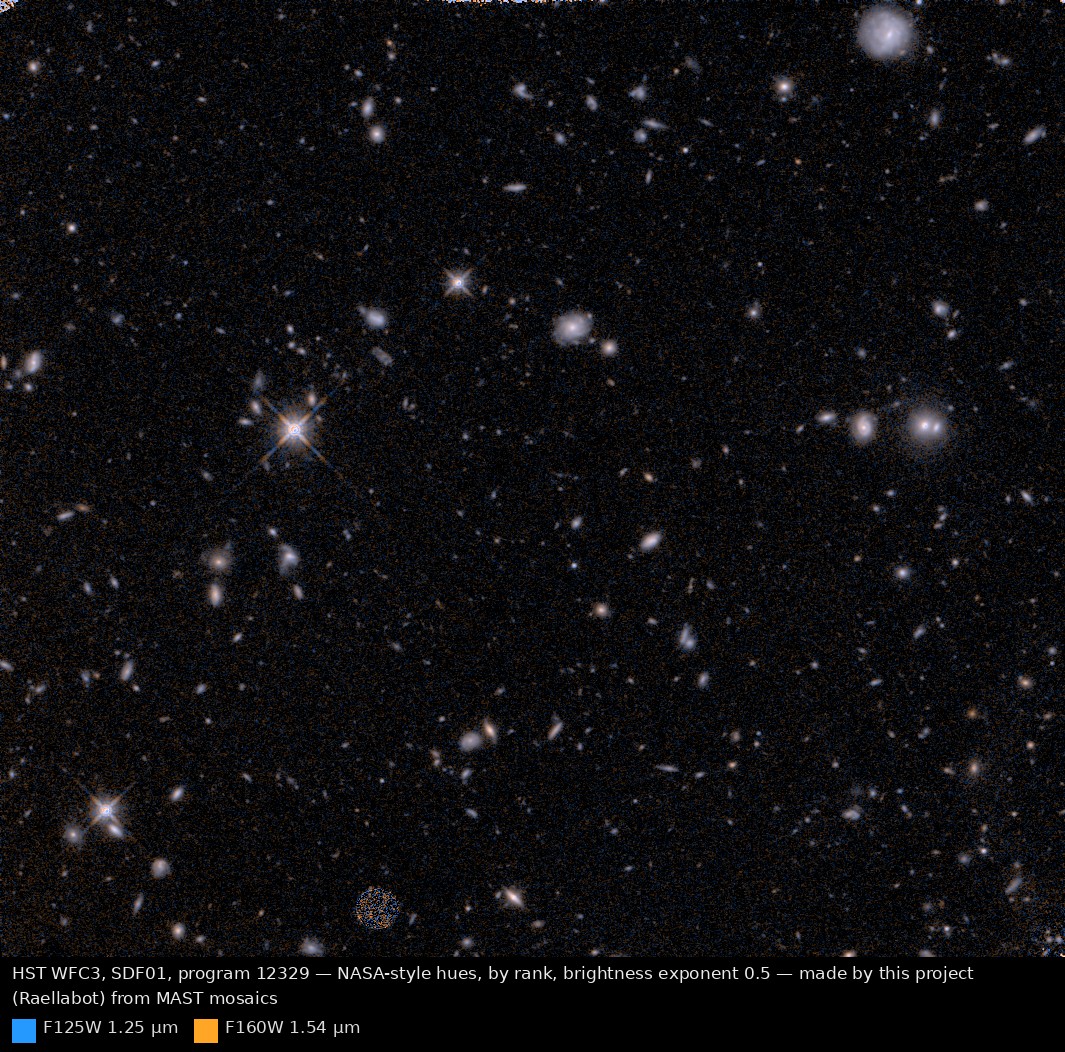 HST WFC3, SDF01, program 12329 — NASA-style hues, by rank, brightness exponent 0.5 — made by this project
(Raellabot) from MAST mosaics
F125W 1.25 µm F160W 1.54 µm